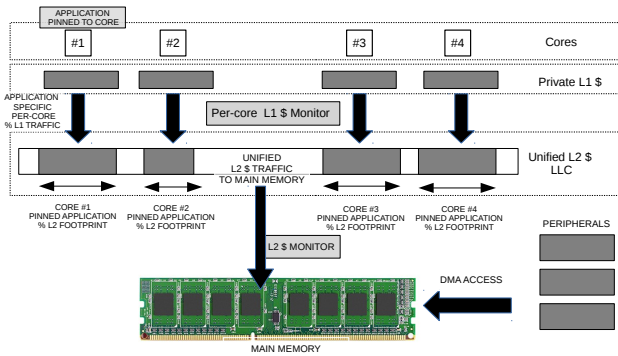 APPLICATION
PINNED TO CORE
#1
#2
#3
#4
Cores
Private L1 $
APPLICATION
SPECIFIC
PER-CORE
% L1 TRAFFIC
Per-core L1 $ Monitor
UNIFIED
L2 $ TRAFFIC
TO MAIN MEMORY
Unified L2 $
LLC
CORE #1
PINNED APPLICATION
% L2 FOOTPRINT
CORE #2
PINNED APPLICATION
% L2 FOOTPRINT
CORE #3
PINNED APPLICATION
% L2 FOOTPRINT
CORE #4
PINNED APPLICATION
% L2 FOOTPRINT
PERIPHERALS
L2 $ MONITOR
DMA ACCESS
MAIN MEMORY